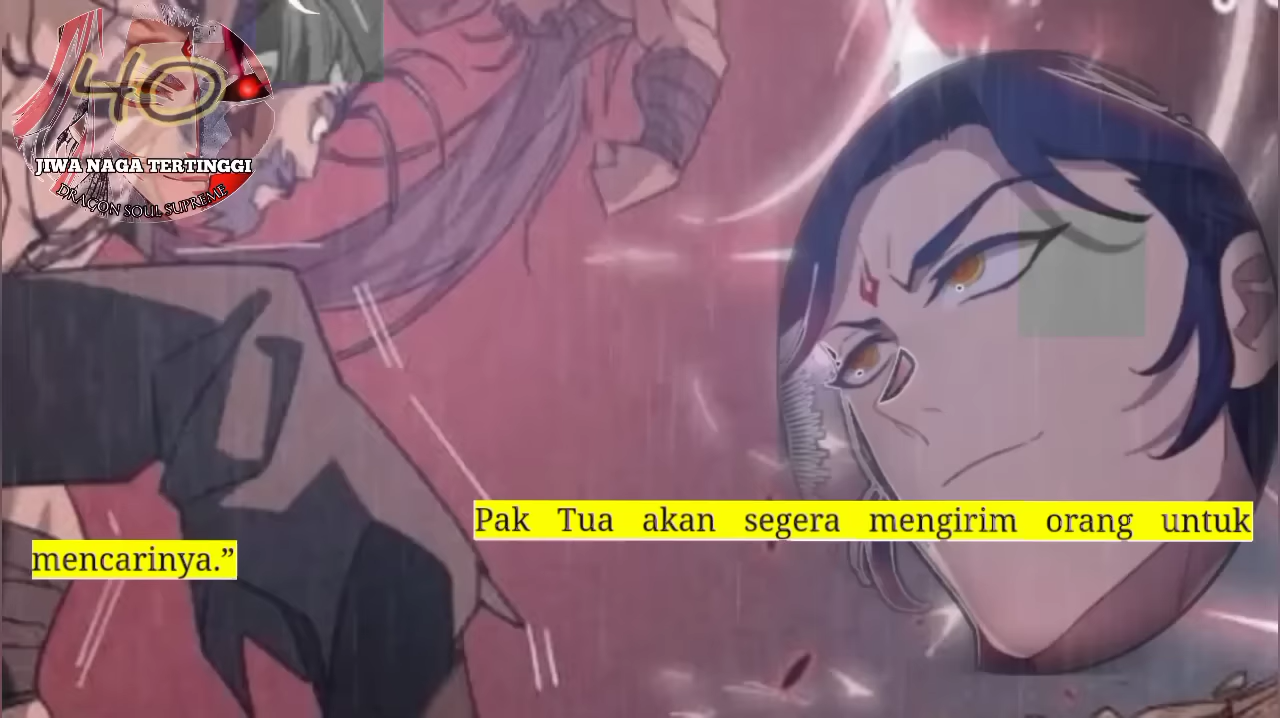 40
JIWA NAGA TERTINGGI
DRAGON SOUL SUPREME
Pak Tua akan segera mengirim orang untuk
mencarinya.”